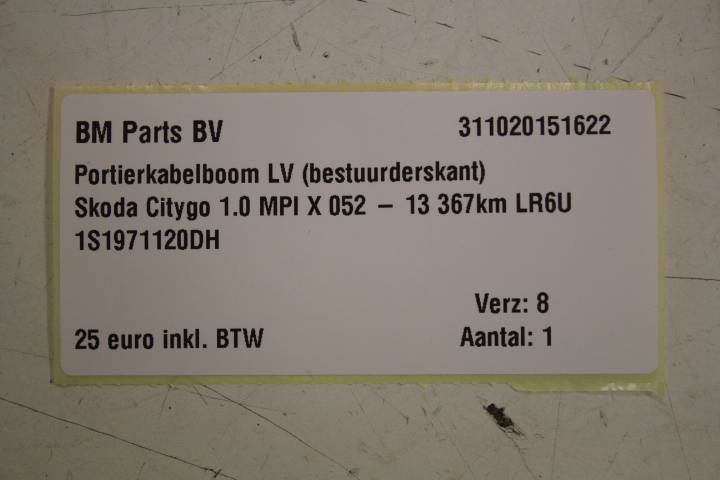 BM Parts BV 311020151622
Portierkabelboom LV (bestuurderskant)
Skoda Citygo 1.0 MPI X 052 – 13 367km LR6U
1S1971120DH
Verz: 8
25 euro inkl. BTW Aantal: 1